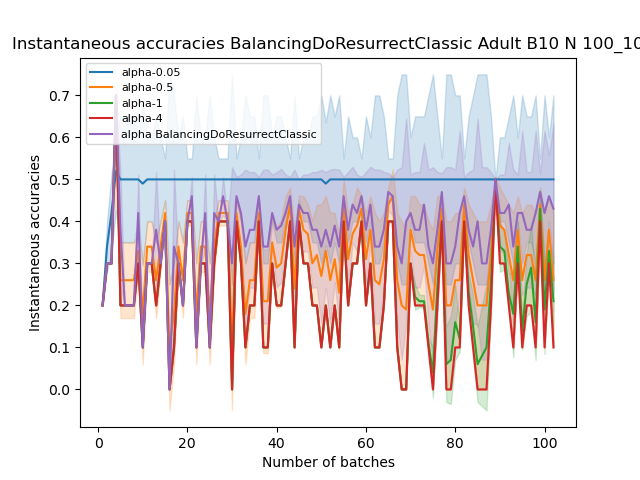 Instantaneous accuracies BalancingDoResurrectClassic Adult B10 N 100_10
alpha-0.05
alpha-0.5
alpha-1
alpha-4
alpha BalancingDoResurrectClassic
Instantaneous accuracies
0.7
0.6
0.5
0.4
0.3
0.2
0.1
0.0
0 20 40 60 80 100
Number of batches